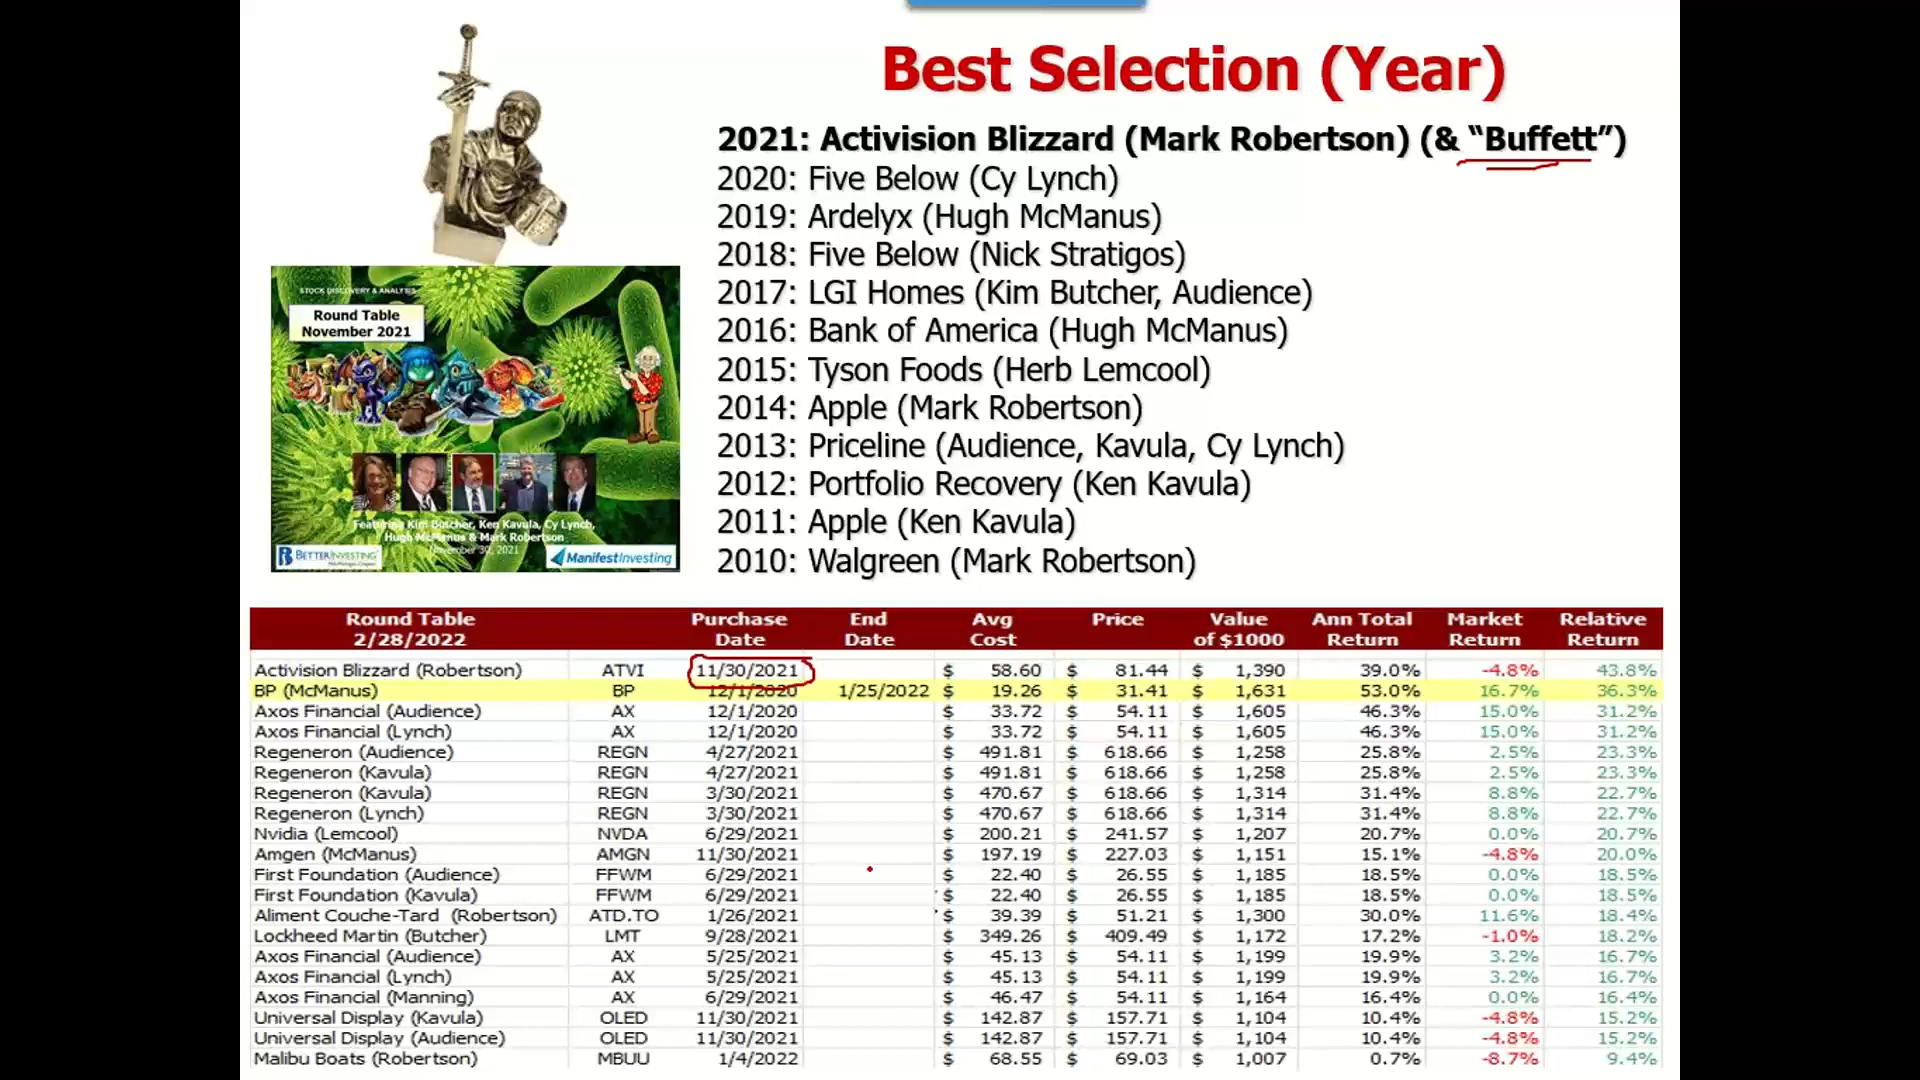 Best Selection (Year)
2021: Activision Blizzard (Mark Robertson) (& “Buffett”)
2020: Five Below (Cy Lynch)
2019: Ardelyx (Hugh McManus)
2018: Five Below (Nick Stratigos)
2017: LGI Homes (Kim Butcher, Audience)
2016: Bank of America (Hugh McManus)
2015: Tyson Foods (Herb Lemcool)
2014: Apple (Mark Robertson)
2013: Priceline (Audience, Kavula, Cy Lynch)
2012: Portfolio Recovery (Ken Kavula)
2011: Apple (Ken Kavula)
2010: Walgreen (Mark Robertson)
STOCK DISCOVERY & ANALYSIS
Round Table
November 2021
Featuring Kim Butcher, Ken Kavula, Cy Lynch,
Hugh McManus & Mark Robertson
November 30, 2021
BETTERINVESTING
ManifestInvesting
Round Table 2/28/2022 Purchase Date End Date Avg Cost Price Value of $1000 Ann Total Return Market Return Relative Return
Activision Blizzard (Robertson) ATVI 11/30/2021 $ 58.60 $ 81.44 $ 1,390 39.0% -4.8% 43.8%
BP (McManus) BP 12/1/2020 1/25/2022 $ 19.26 $ 31.41 $ 1,631 53.0% 16.7% 36.3%
Axos Financial (Audience) AX 12/1/2020 $ 33.72 $ 54.11 $ 1,605 46.3% 15.0% 31.2%
Axos Financial (Lynch) AX 12/1/2020 $ 33.72 $ 54.11 $ 1,605 46.3% 15.0% 31.2%
Regeneron (Audience) REGN 4/27/2021 $ 491.81 $ 618.66 $ 1,258 25.8% 2.5% 23.3%
Regeneron (Kavula) REGN 4/27/2021 $ 491.81 $ 618.66 $ 1,258 25.8% 2.5% 23.3%
Regeneron (Kavula) REGN 3/30/2021 $ 470.67 $ 618.66 $ 1,314 31.4% 8.8% 22.7%
Regeneron (Lynch) REGN 3/30/2021 $ 470.67 $ 618.66 $ 1,314 31.4% 8.8% 22.7%
Nvidia (Lemcool) NVDA 6/29/2021 $ 200.21 $ 241.57 $ 1,207 20.7% 0.0% 20.7%
Amgen (McManus) AMGN 11/30/2021 $ 197.19 $ 227.03 $ 1,151 15.1% -4.8% 20.0%
First Foundation (Audience) FFWM 6/29/2021 $ 22.40 $ 26.55 $ 1,185 18.5% 0.0% 18.5%
First Foundation (Kavula) FFWM 6/29/2021 $ 22.40 $ 26.55 $ 1,185 18.5% 0.0% 18.5%
Aliment Couche-Tard (Robertson) ATD.TO 1/26/2021 $ 39.39 $ 51.21 $ 1,300 30.0% 11.6% 18.4%
Lockheed Martin (Butcher) LMT 9/28/2021 $ 349.26 $ 409.49 $ 1,172 17.2% -1.0% 18.2%
Axos Financial (Audience) AX 5/25/2021 $ 45.13 $ 54.11 $ 1,199 19.9% 3.2% 16.7%
Axos Financial (Lynch) AX 5/25/2021 $ 45.13 $ 54.11 $ 1,199 19.9% 3.2% 16.7%
Axos Financial (Manning) AX 6/29/2021 $ 46.47 $ 54.11 $ 1,164 16.4% 0.0% 16.4%
Universal Display (Kavula) OLED 11/30/2021 $ 142.87 $ 157.71 $ 1,104 10.4% -4.8% 15.2%
Universal Display (Audience) OLED 11/30/2021 $ 142.87 $ 157.71 $ 1,104 10.4% -4.8% 15.2%
Malibu Boats (Robertson) MBUU 1/4/2022 $ 68.55 $ 69.03 $ 1,007 0.7% -8.7% 9.4%